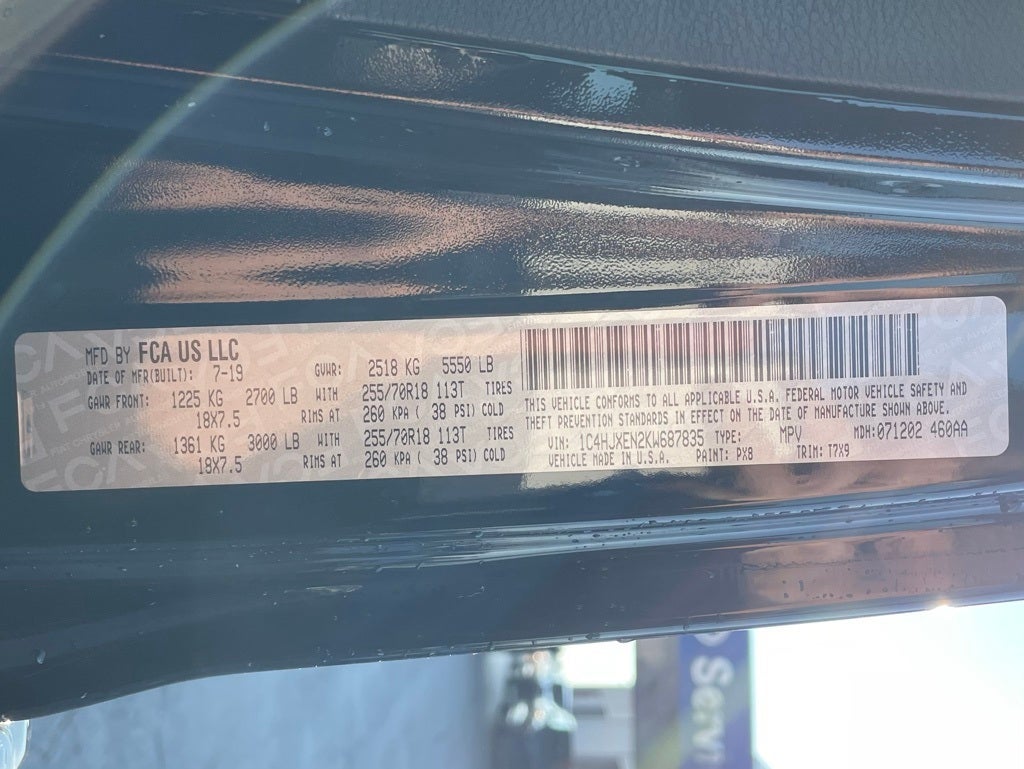 MFD BY FCA US LLC
DATE OF MFR(BUILT): 7-19
GVWR: 2518 KG 5550 LB
GAWR FRONT: 1225 KG 2700 LB WITH 255/70R18 113T TIRES
18X7.5 RIMS AT 260 KPA ( 38 PSI) COLD
GAWR REAR: 1361 KG 3000 LB WITH 255/70R18 113T TIRES
18X7.5 RIMS AT 260 KPA ( 38 PSI) COLD
THIS VEHICLE CONFORMS TO ALL APPLICABLE U.S.A. FEDERAL MOTOR VEHICLE SAFETY AND
THEFT PREVENTION STANDARDS IN EFFECT ON THE DATE OF MANUFACTURE SHOWN ABOVE.
VIN: 1C4HJXEN2KW687835 TYPE: MPV MDH:071202 460AA
VEHICLE MADE IN U.S.A. PAINT: PX8 TRIM: T7X9